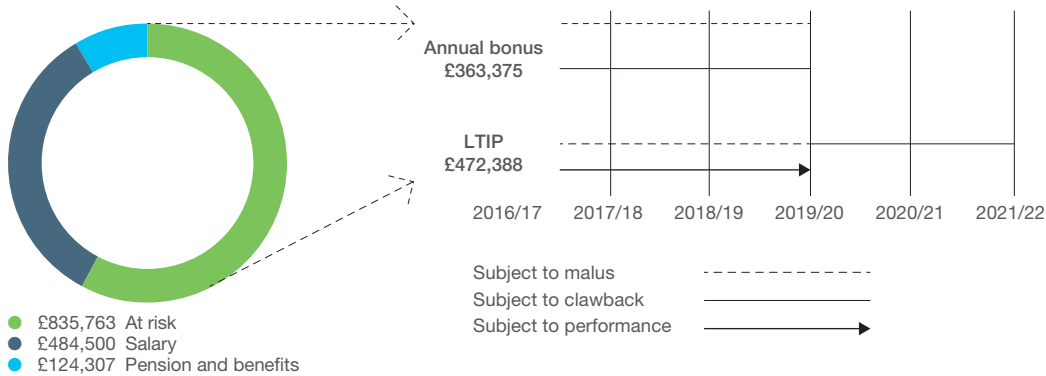 Annual bonus
£363,375
LTIP
£472,388
2016/17 2017/18 2018/19 2019/20 2020/21 2021/22
Subject to malus
Subject to clawback
Subject to performance
£835,763 At risk
£484,500 Salary
£124,307 Pension and benefits